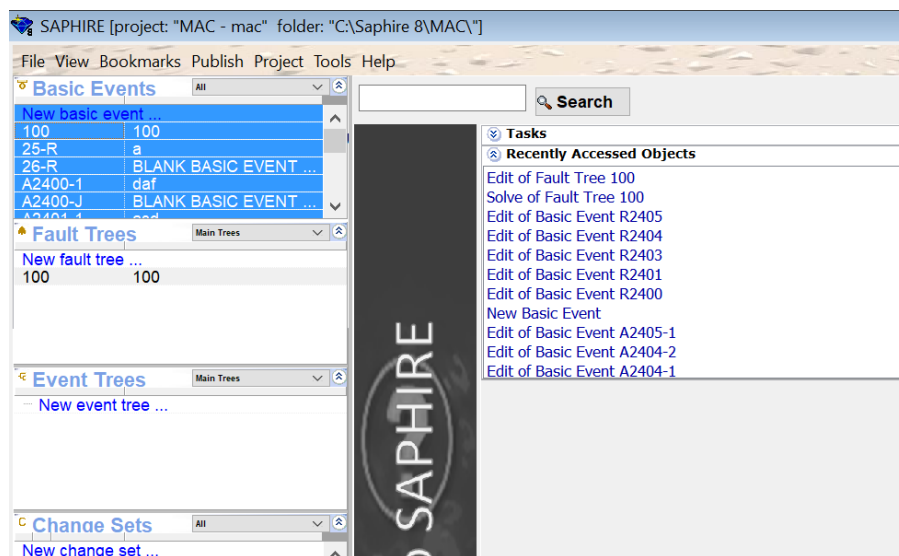 SAPHIRE [project: "MAC - mac"  folder: "C:\Saphire 8\MAC\"]
File View Bookmarks Publish Project Tools Help
Basic Events All
New basic event ...
100 100
25-R a
26-R BLANK BASIC EVENT ...
A2400-1 daf
A2400-J BLANK BASIC EVENT ...
A2401-1
Fault Trees Main Trees
New fault tree ...
100 100
Event Trees Main Trees
New event tree ...
Change Sets All
New change set ...
Search
Tasks
Recently Accessed Objects
Edit of Fault Tree 100
Solve of Fault Tree 100
Edit of Basic Event R2405
Edit of Basic Event R2404
Edit of Basic Event R2403
Edit of Basic Event R2401
Edit of Basic Event R2400
New Basic Event
Edit of Basic Event A2405-1
Edit of Basic Event A2404-2
Edit of Basic Event A2404-1
SAPHIRE